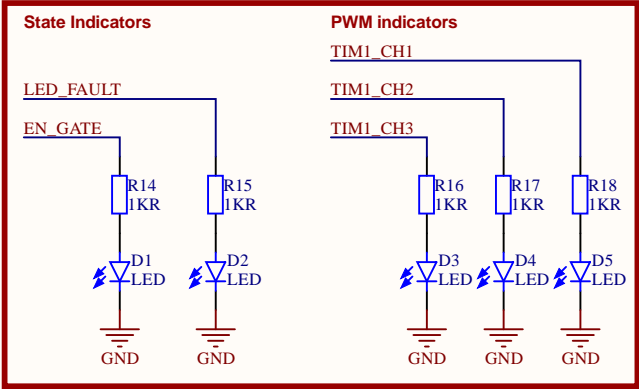 State Indicators
PWM indicators
TIM1_CH1
LED_FAULT
TIM1_CH2
EN_GATE
TIM1_CH3
R14
1KR
R15
1KR
R16
1KR
R17
1KR
R18
1KR
D1
LED
D2
LED
D3
LED
D4
LED
D5
LED
GND
GND
GND
GND
GND